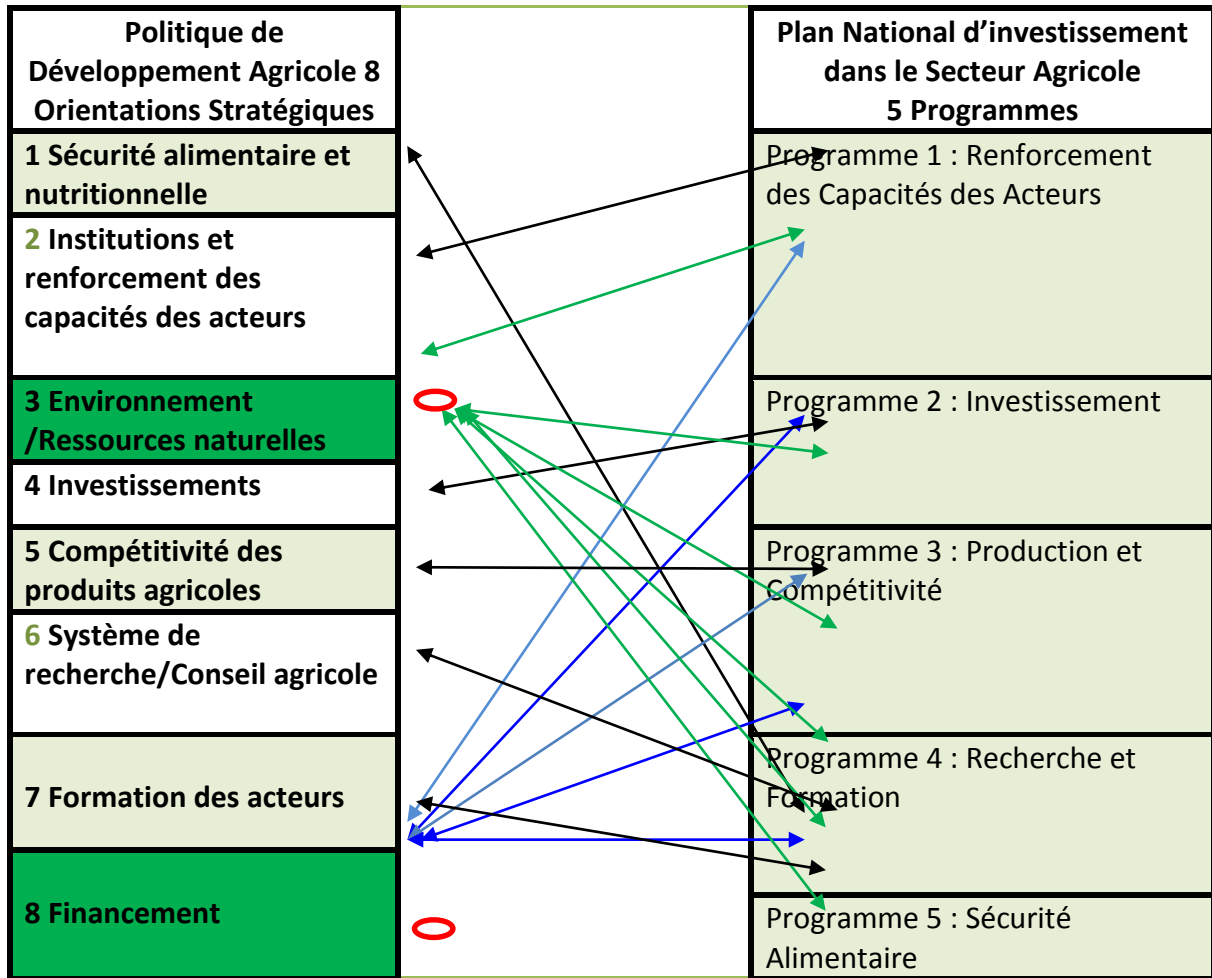 Politique de
Développement Agricole 8
Orientations Stratégiques
1 Sécurité alimentaire et
nutritionnelle
2 Institutions et
renforcement des
capacités des acteurs
3 Environnement
/Ressources naturelles
4 Investissements
5 Compétitivité des
produits agricoles
6 Système de
recherche/Conseil agricole
7 Formation des acteurs
8 Financement
Plan National d’investissement
dans le Secteur Agricole
5 Programmes
Programme 1 : Renforcement
des Capacités des Acteurs
Programme 2 : Investissement
Programme 3 : Production et
Compétitivité
Programme 4 : Recherche et
Formation
Programme 5 : Sécurité
Alimentaire